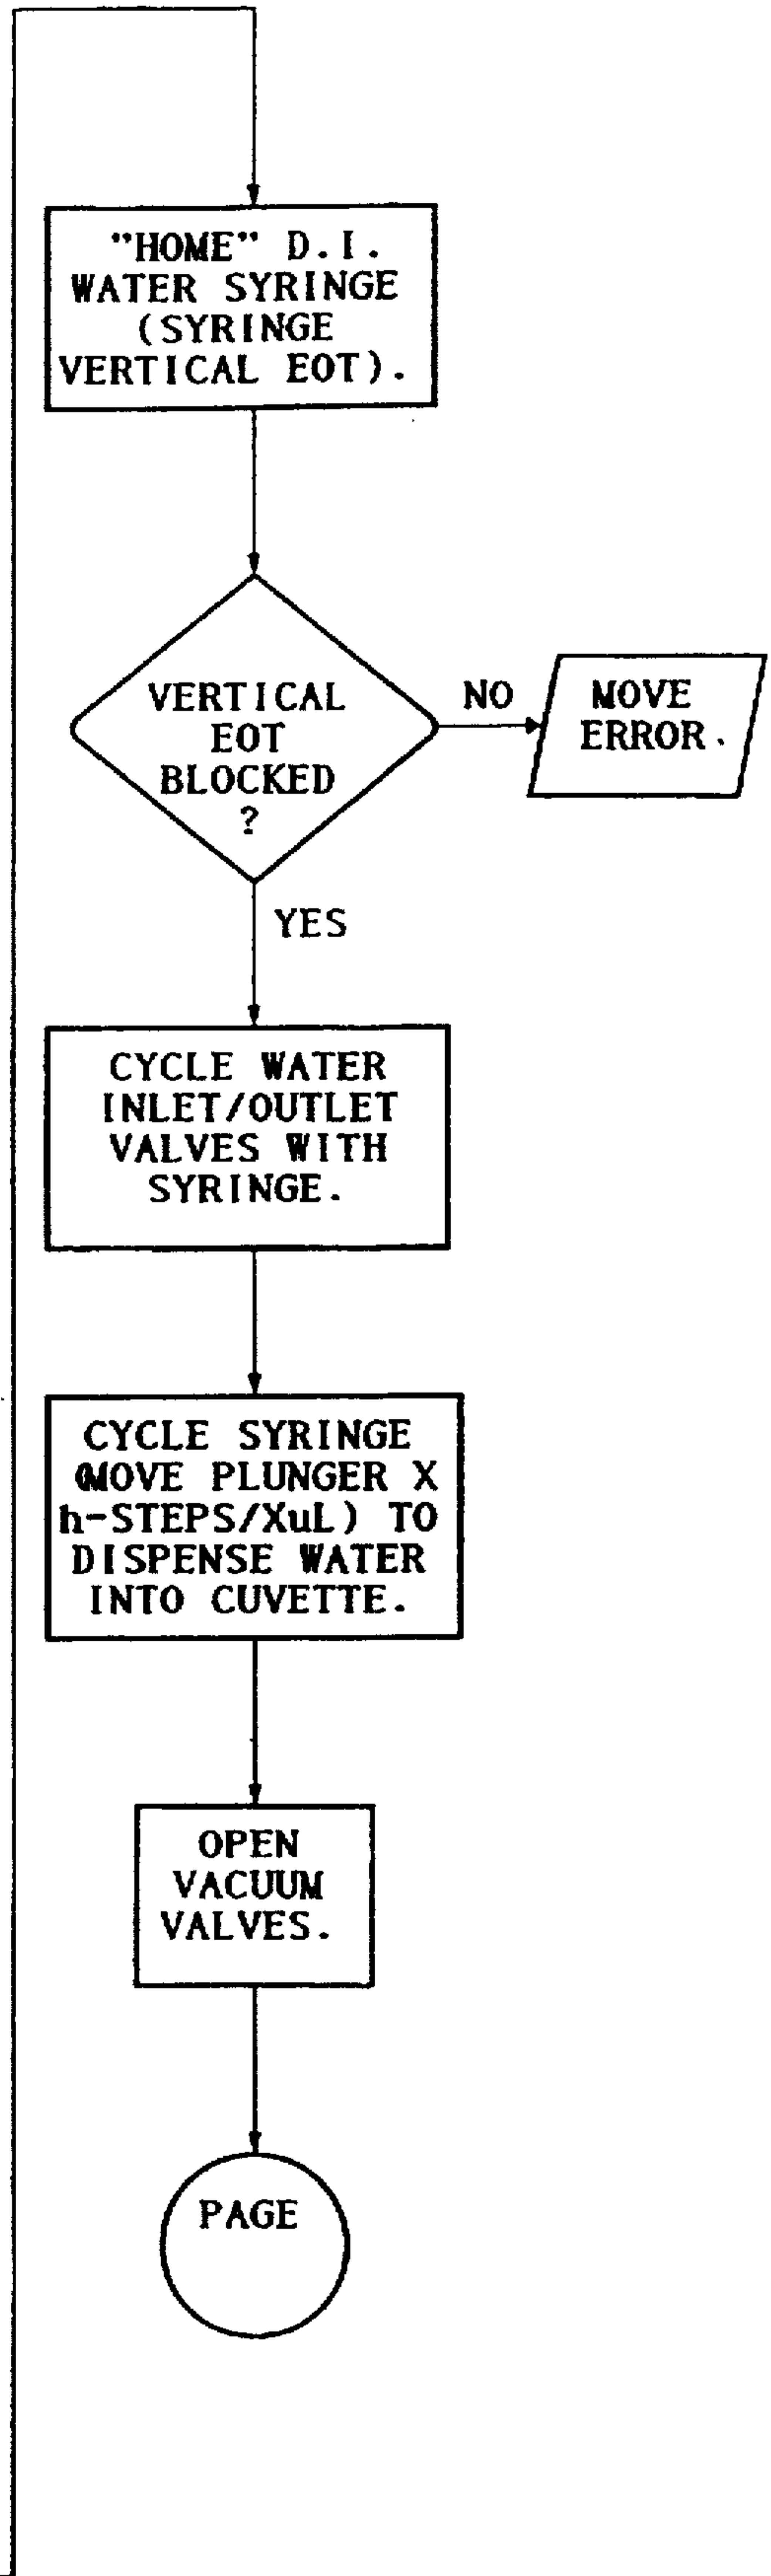 "HOME" D.I.
WATER SYRINGE
(SYRINGE
VERTICAL EOT).
VERTICAL
EOT
BLOCKED
?
NO
MOVE
ERROR.
YES
CYCLE WATER
INLET/OUTLET
VALVES WITH
SYRINGE.
CYCLE SYRINGE
(MOVE PLUNGER X
h-STEPS/XuL) TO
DISPENSE WATER
INTO CUVETTE.
OPEN
VACUUM
VALVES.
PAGE